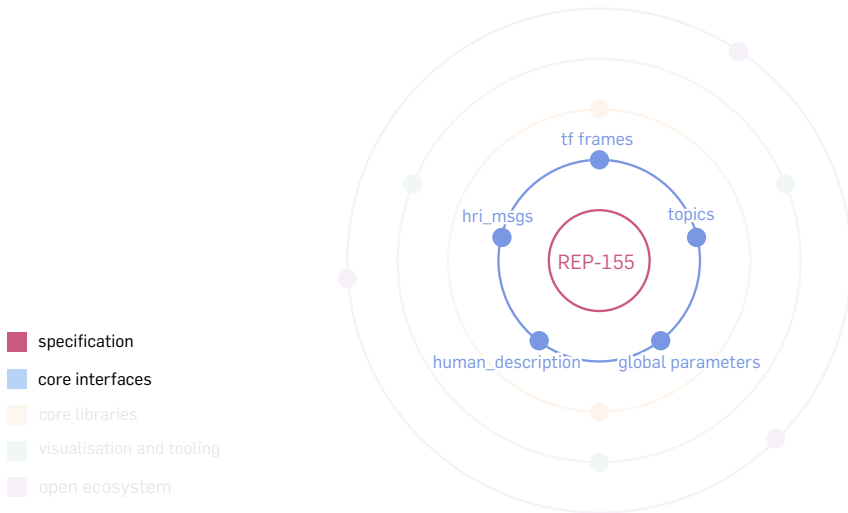 tf frames
hri_msgs
topics
REP-155
human_description
global parameters
specification
core interfaces
core libraries
visualisation and tooling
open ecosystem